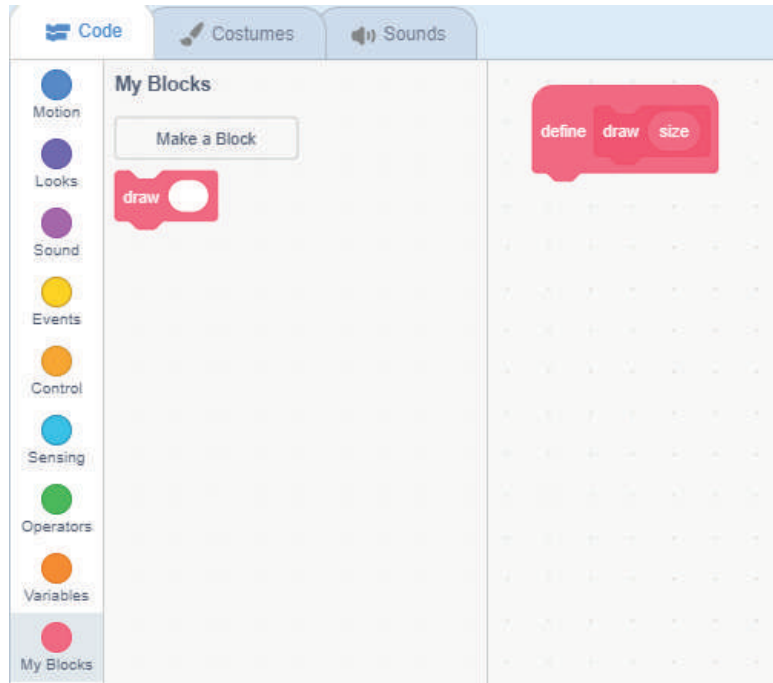 Code
Costumes
Sounds
Motion
Looks
Sound
Events
Control
Sensing
Operators
Variables
My Blocks
My Blocks
Make a Block
draw
define draw size